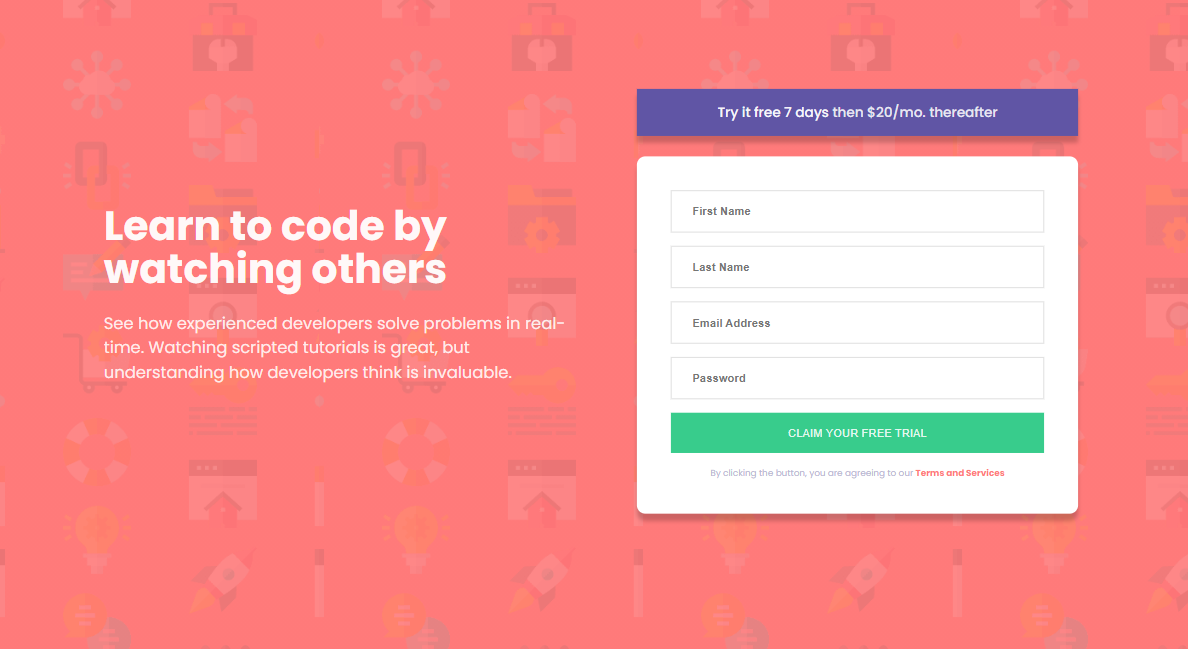 Learn to code by
watching others
See how experienced developers solve problems in real-
time. Watching scripted tutorials is great, but
understanding how developers think is invaluable.
Try it free 7 days then $20/mo. thereafter
First Name
Last Name
Email Address
Password
CLAIM YOUR FREE TRIAL
By clicking the button, you are agreeing to our Terms and Services